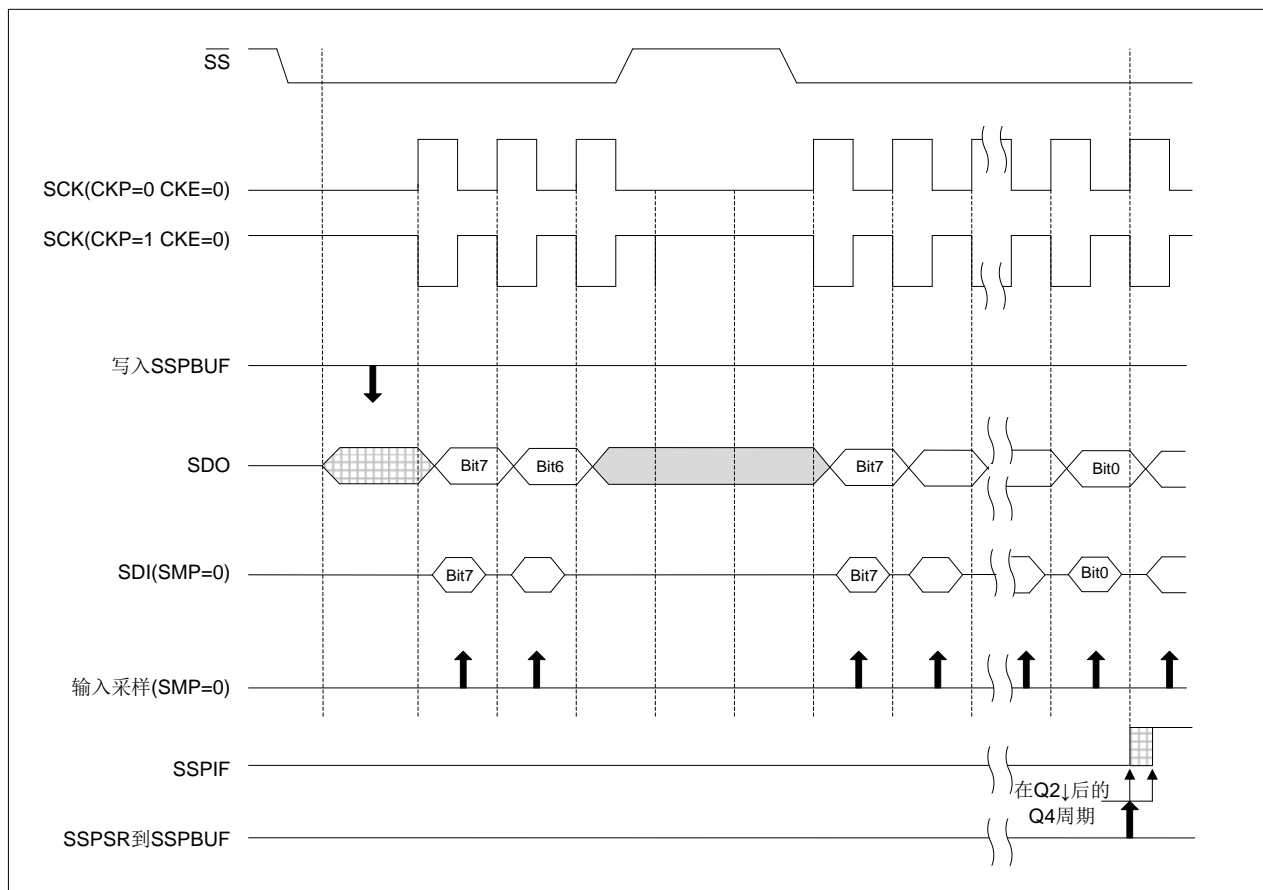 SS
SCK(CKP=0 CKE=0)
SCK(CKP=1 CKE=0)
写入SSPBUF
SDO
Bit7
Bit6
Bit7
Bit0
SDI(SMP=0)
Bit7
Bit7
Bit0
输入采样(SMP=0)
SSPIF
在Q2↓后的
Q4周期
SSPSR到SSPBUF